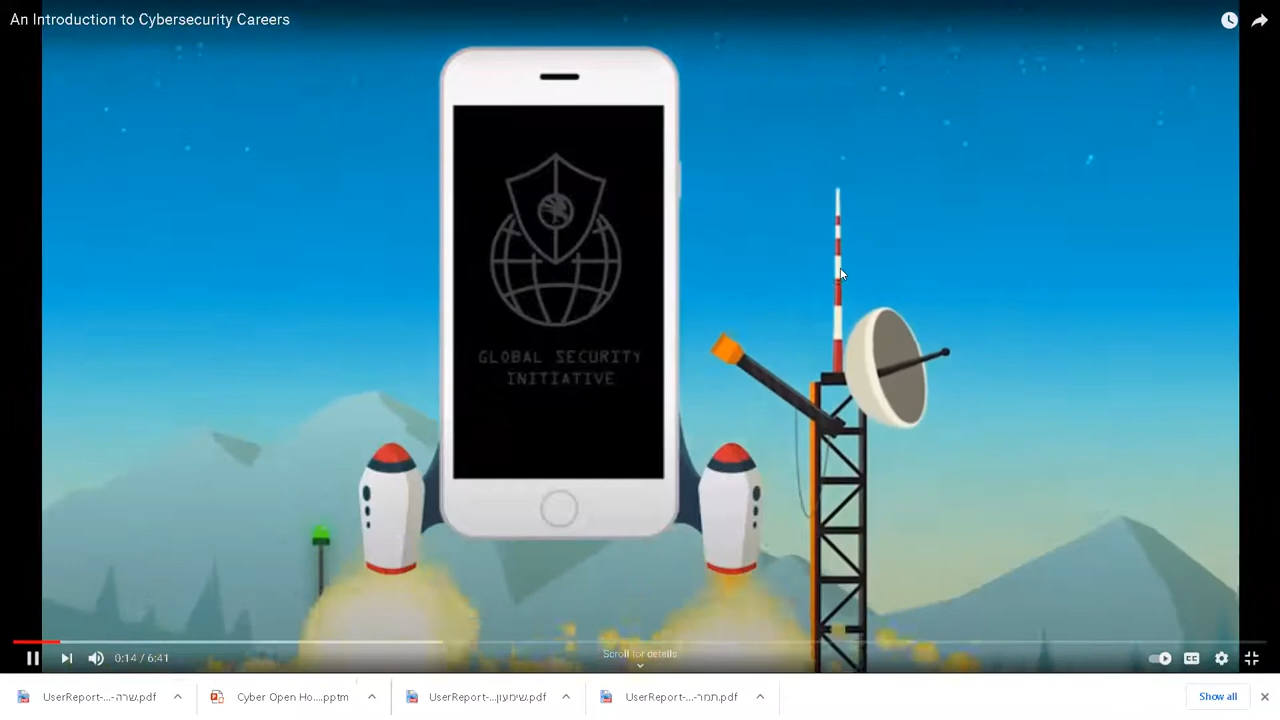 An Introduction to Cybersecurity Careers
GLOBAL SECURITY
INITIATIVE
0:14 / 6:41
Scroll for details
CC
UserReport-...שרה-.pdf
Cyber Open Ho....pptm
UserReport-...שימעון.pdf
UserReport-...תמר-.pdf
Show all